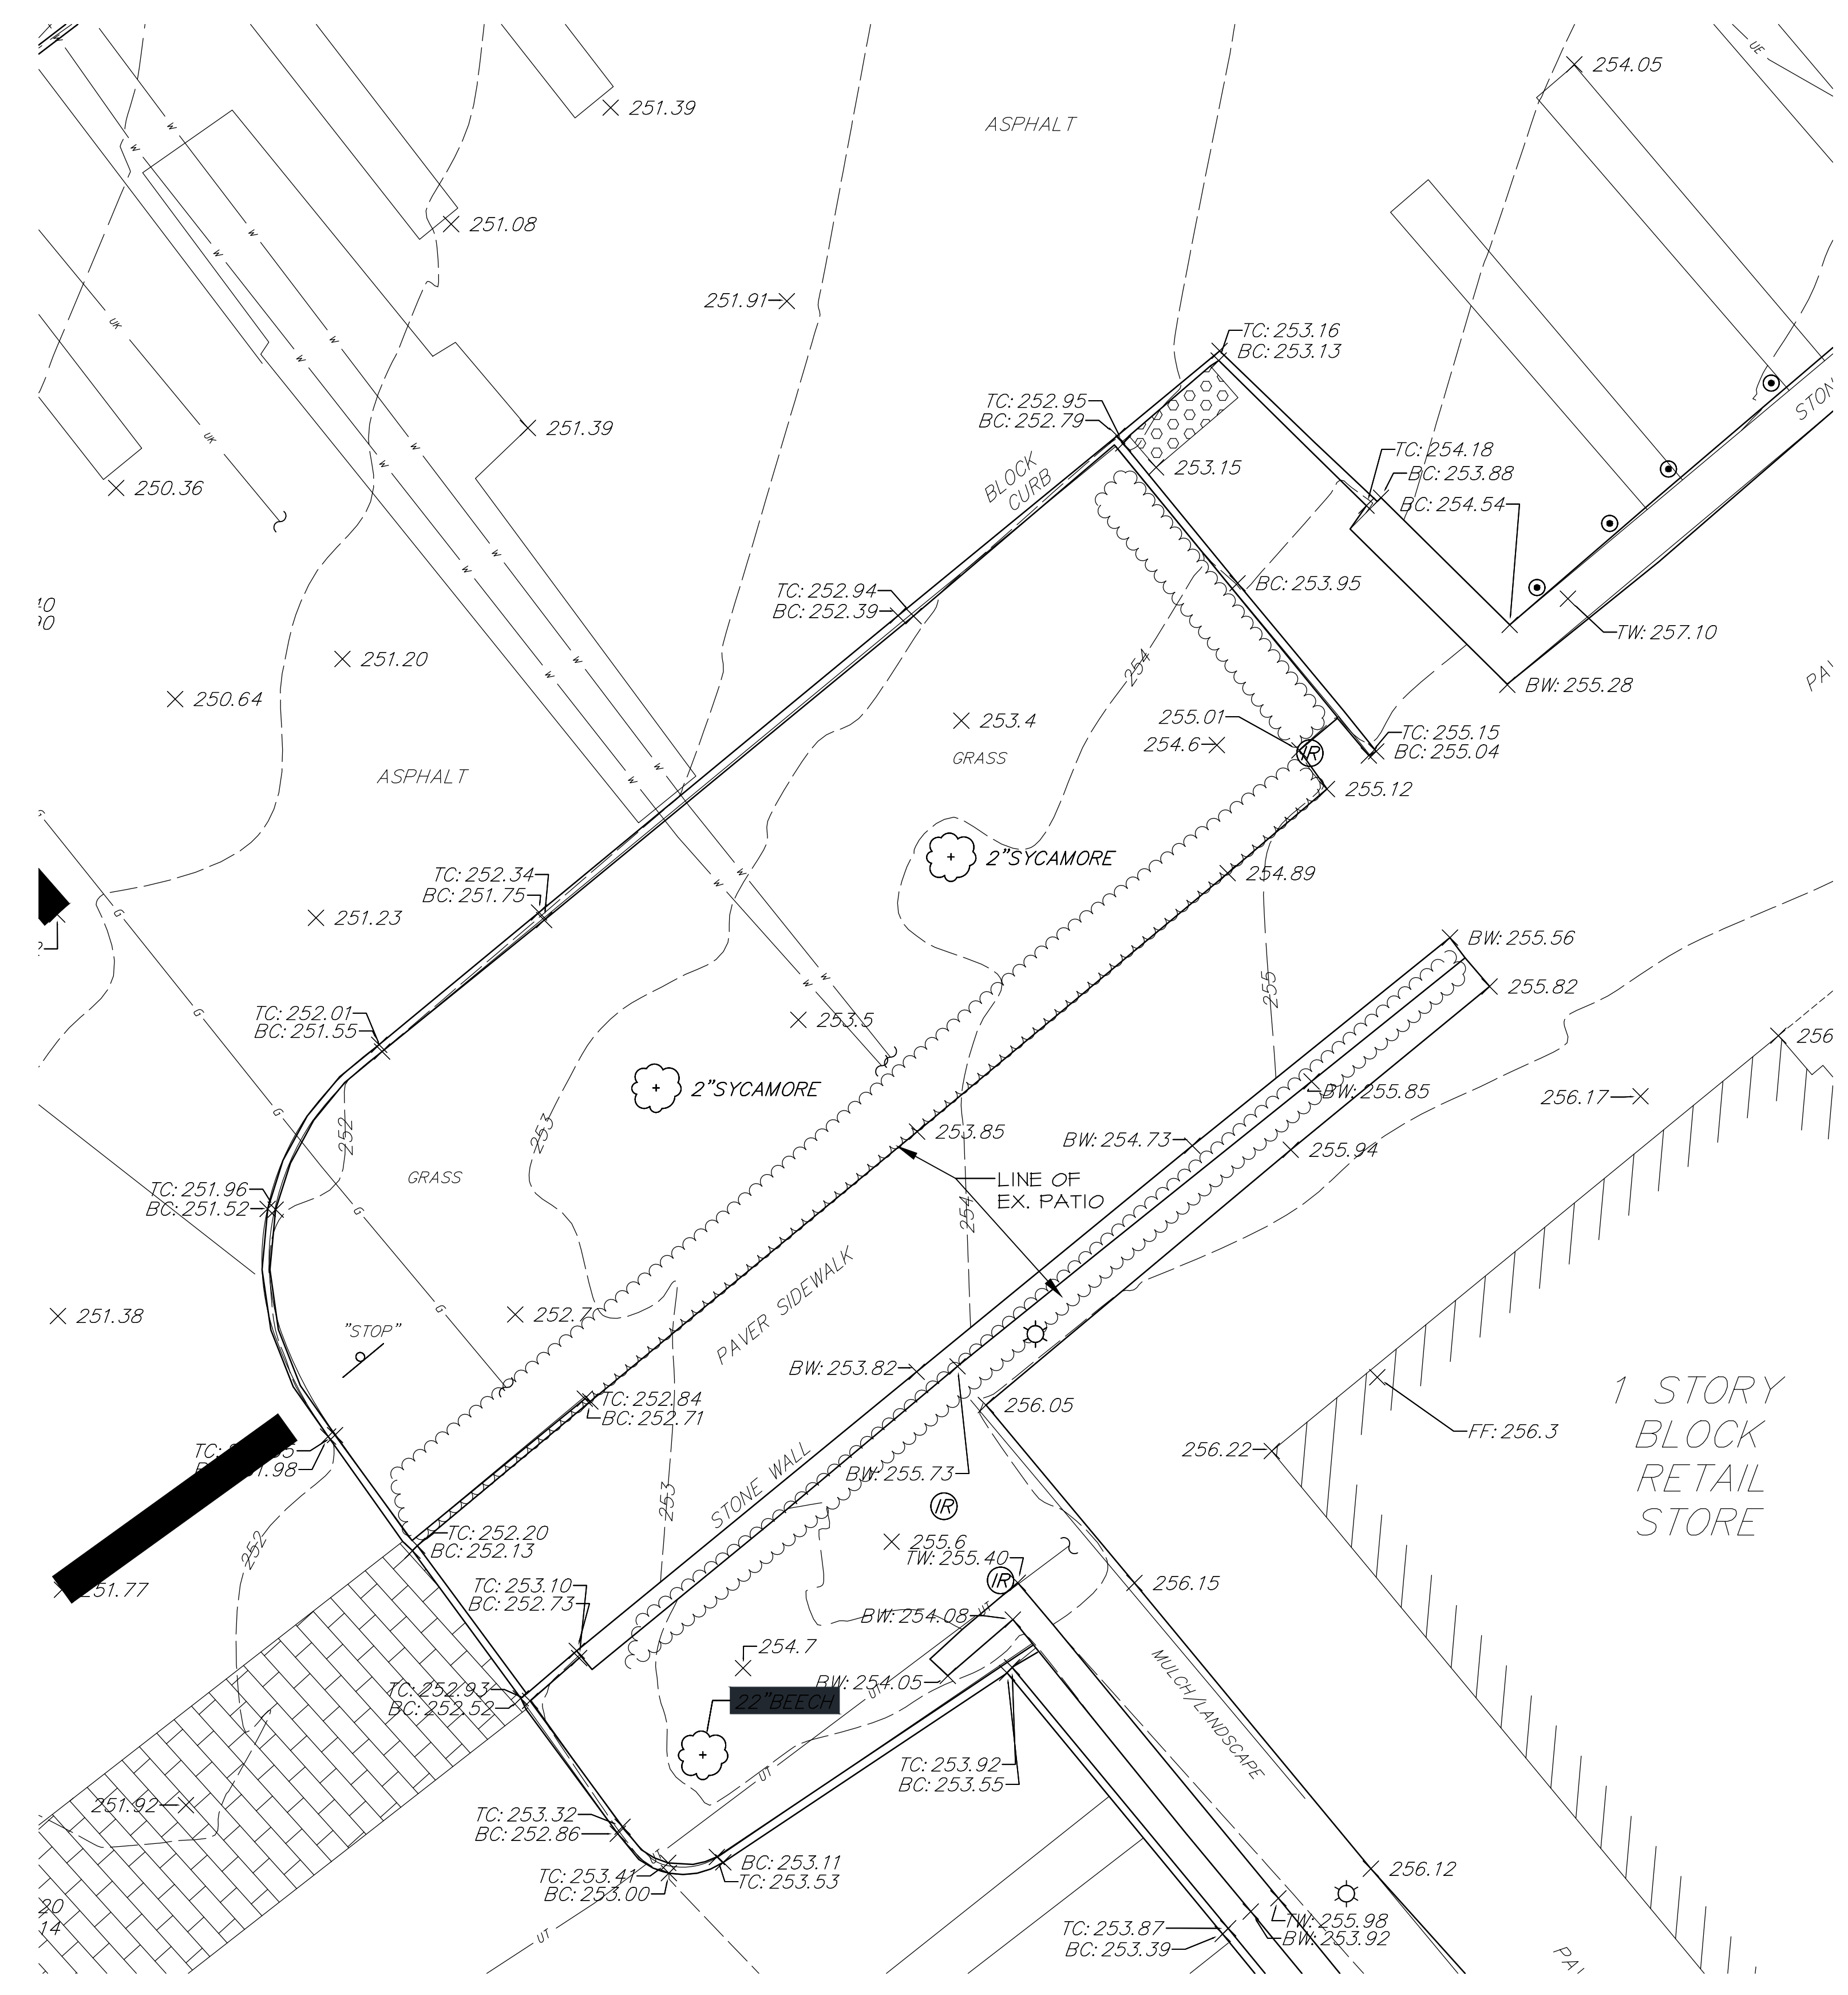 UE
254.05
251.39
ASPHALT
W
W
W
W
W
W
251.08
251.91
UK
W
W
W
W
TC: 253.16
BC: 253.13
TC: 252.95
BC: 252.79
251.39
UK
W
W
250.36
BLOCK
CURB
253.15
TC: 254.18
BC: 253.88
BC: 254.54
W
W
TC: 252.94
BC: 252.39
BC: 253.95
TW: 257.10
251.20
250.64
W
W
254
BW: 255.28
253.4
GRASS
255.01
254.6
IR
TC: 255.15
BC: 255.04
255.12
ASPHALT
W
W
G
2"SYCAMORE
254.89
TC: 252.34
BC: 251.75
W
W
251.23
G
BW: 255.56
255.82
255
W
W
253.5
TC: 252.01
BC: 251.55
G
2"SYCAMORE
256.17
BW: 255.85
G
252
253
253.85
BW: 254.73
255.94
GRASS
LINE OF
EX. PATIO
TC: 251.96
BC: 251.52
G
254
PAVER SIDEWALK
251.38
"STOP"
252.7
G
BW: 253.82
TC: 252.84
BC: 252.71
256.05
1 STORY
BLOCK
RETAIL
STORE
FF: 256.3
256.22
STONE WALL
BW: 255.73
253
IR
255.6
TW: 255.40
IR
TC: 252.20
BC: 252.13
252
256.15
TC: 253.10
BC: 252.73
BW: 254.08
UT
254.7
BW: 254.05
UT
MULCH/LANDSCAPE
TC: 252.93
BC: 252.52
22"BEECH
TC: 253.92
BC: 253.55
UT
251.92
TC: 253.32
BC: 252.86
UT
BC: 253.11
TC: 253.53
TC: 253.41
BC: 253.00
256.12
UT
TC: 253.87
BC: 253.39
TW: 255.98
BW: 253.92